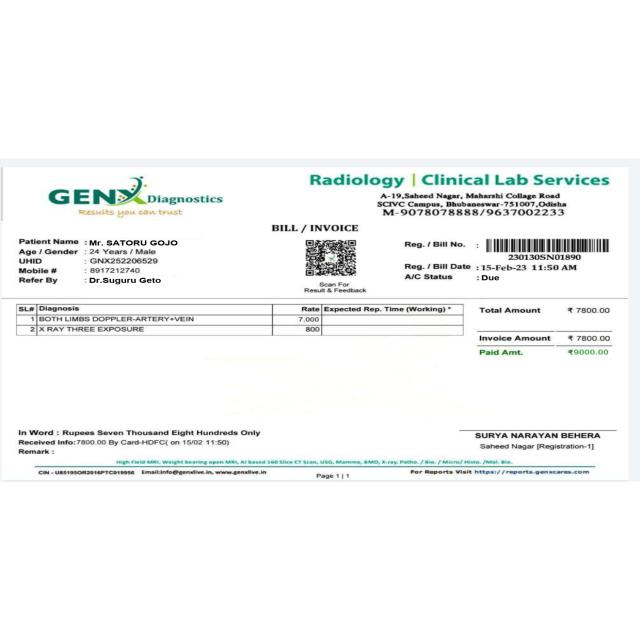 GENX Diagnostics
Results you can trust
Radiology | Clinical Lab Services
A-19,Saheed Nagar, Maharshi Collage Road
SCIVC Campus, Bhubaneswar-751007,Odisha
M-9078078888/9637002233
BILL / INVOICE
Patient Name : Mr. SATORU GOJO
Age / Gender : 24 Years / Male
UHID : GNX252206529
Mobile # : 8917212740
Refer By : Dr.Suguru Geto
Scan For
Result & Feedback
Reg. / Bill No. :
230130SN01890
Reg. / Bill Date : 15-Feb-23 11:50 AM
A/C Status : Due
SL# Diagnosis Rate Expected Rep. Time (Working) *
1 BOTH LIMBS DOPPLER-ARTERY+VEIN 7,000
2 X RAY THREE EXPOSURE 800
Total Amount ₹ 7800.00
Invoice Amount ₹ 7800.00
Paid Amt. ₹9000.00
In Word : Rupees Seven Thousand Eight Hundreds Only
Received Info:7800.00 By Card-HDFC( on 15/02 11:50)
Remark :
SURYA NARAYAN BEHERA
Saheed Nagar [Registration-1]
High Field MRI, Weight bearing open MRI, AI based 160 Slice CT Scan, USG, Mammo, BMD, X-ray, Patho. / Bio. / Micro/ Histo. /Mol. Bio.
CIN - U85195OR2016PTC019956 Email:info@genxlive.in, www.genxlive.in
For Reports Visit https://reports.genxcares.com
Page 1 | 1